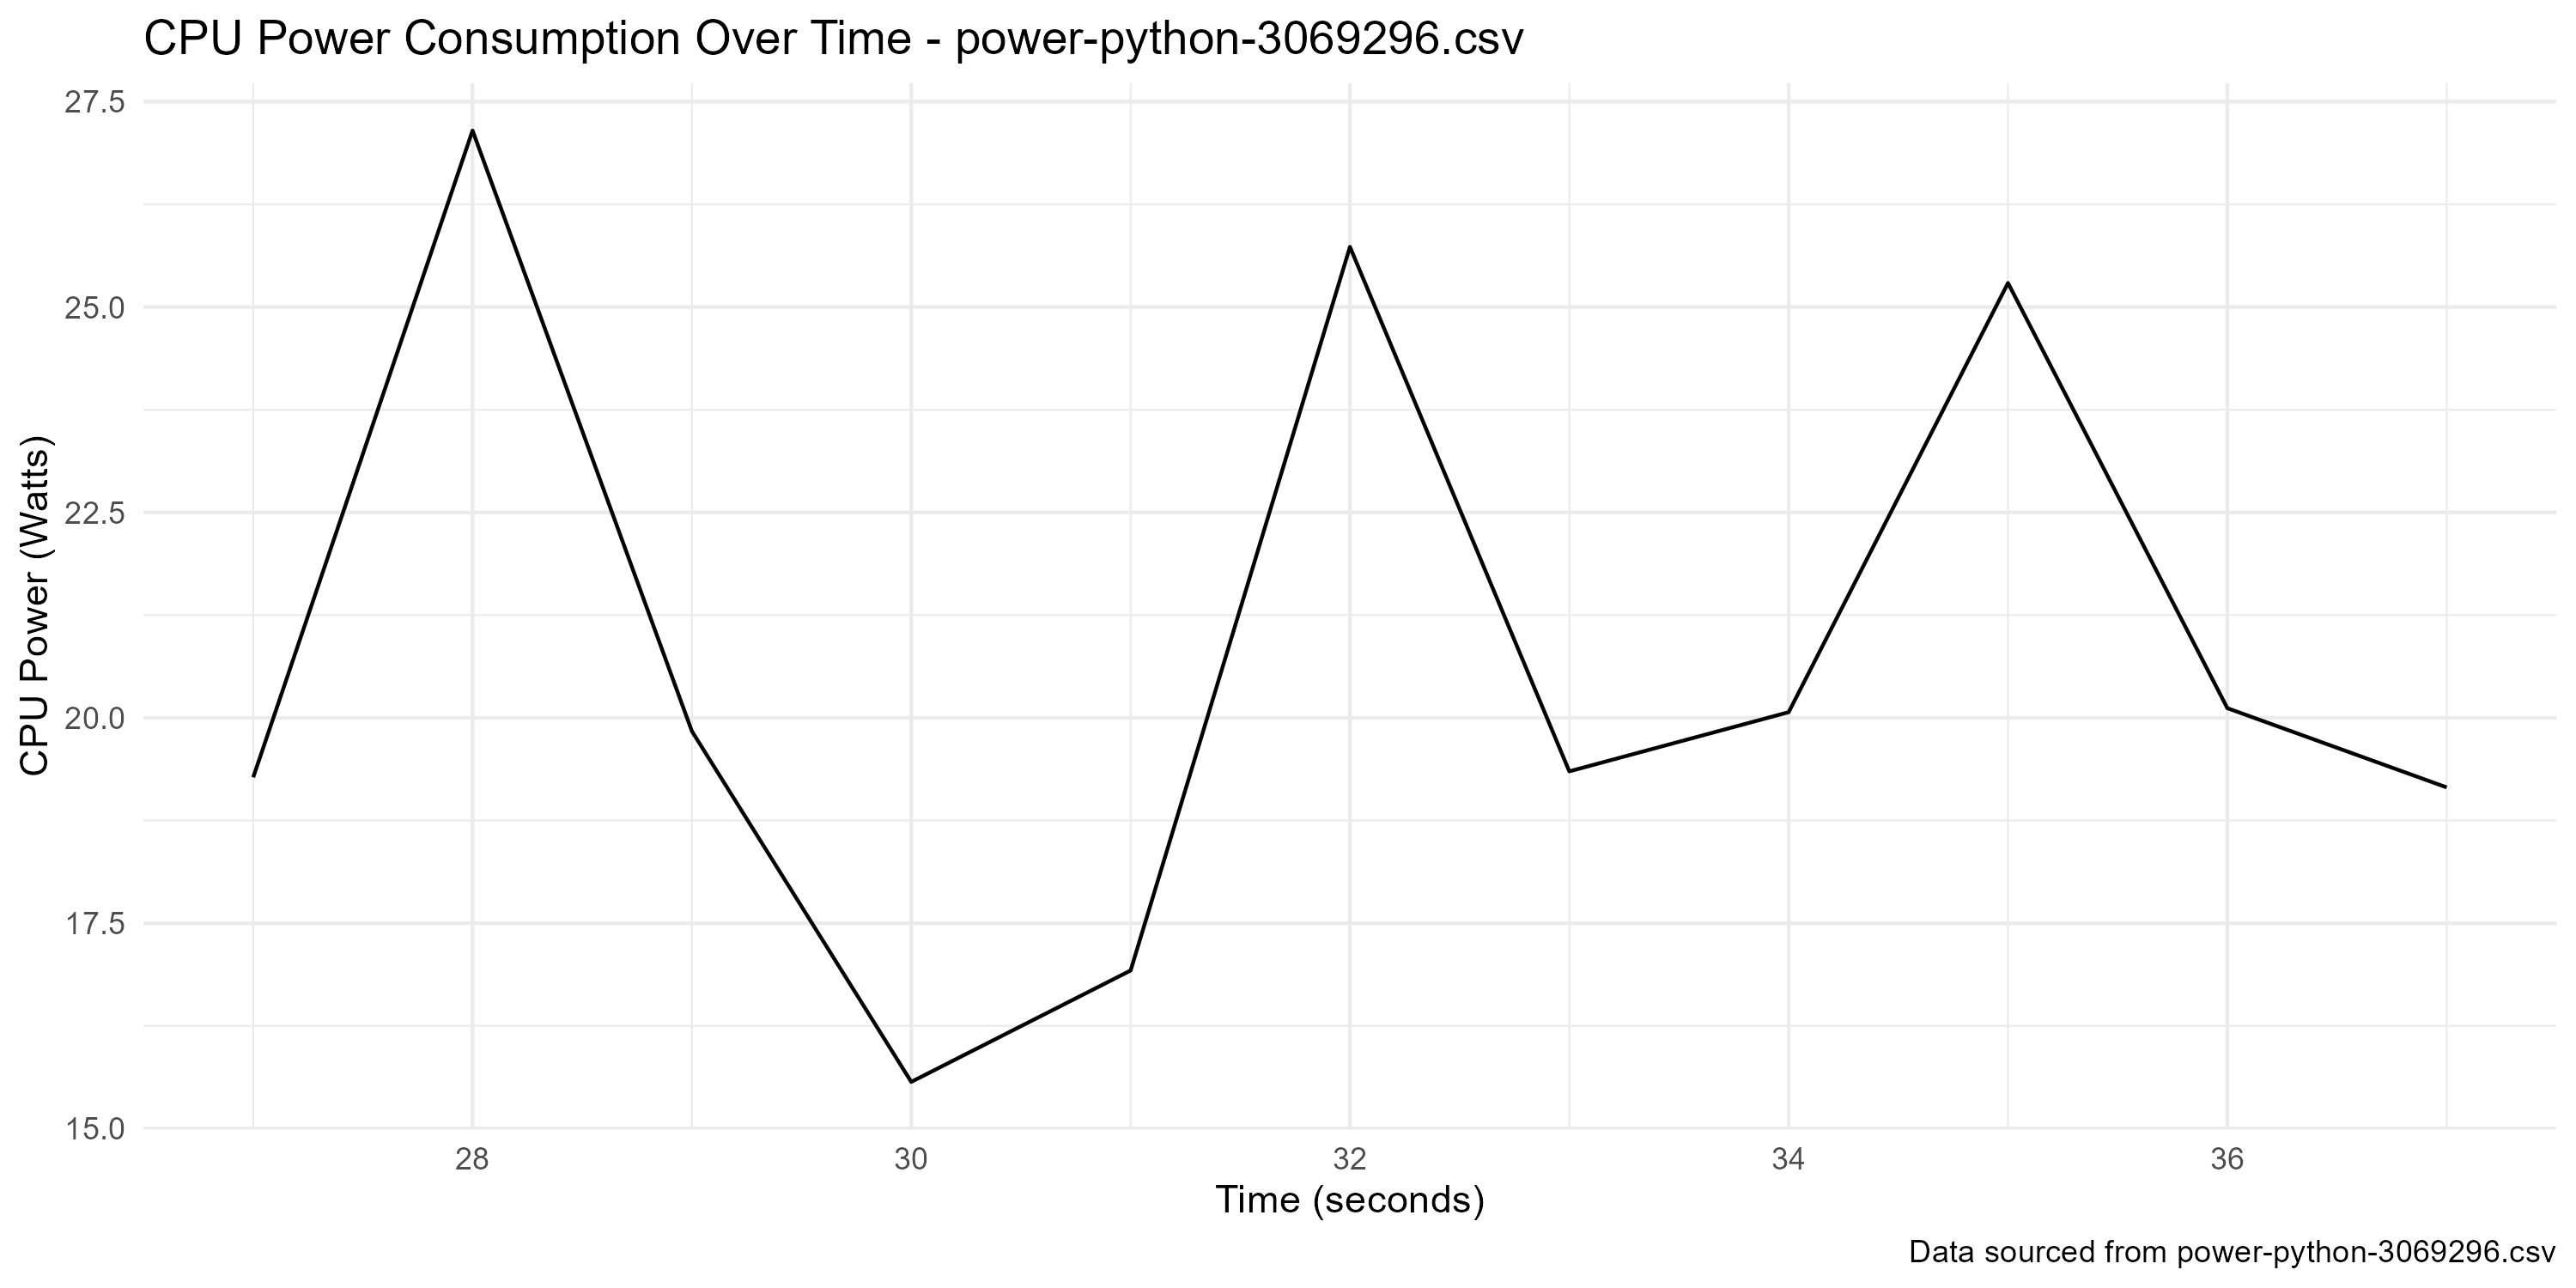 CPU Power Consumption Over Time - power-python-3069296.csv
27.5
25.0
22.5
20.0
17.5
15.0
CPU Power (Watts)
28 30 32 34 36
Time (seconds)
Data sourced from power-python-3069296.csv